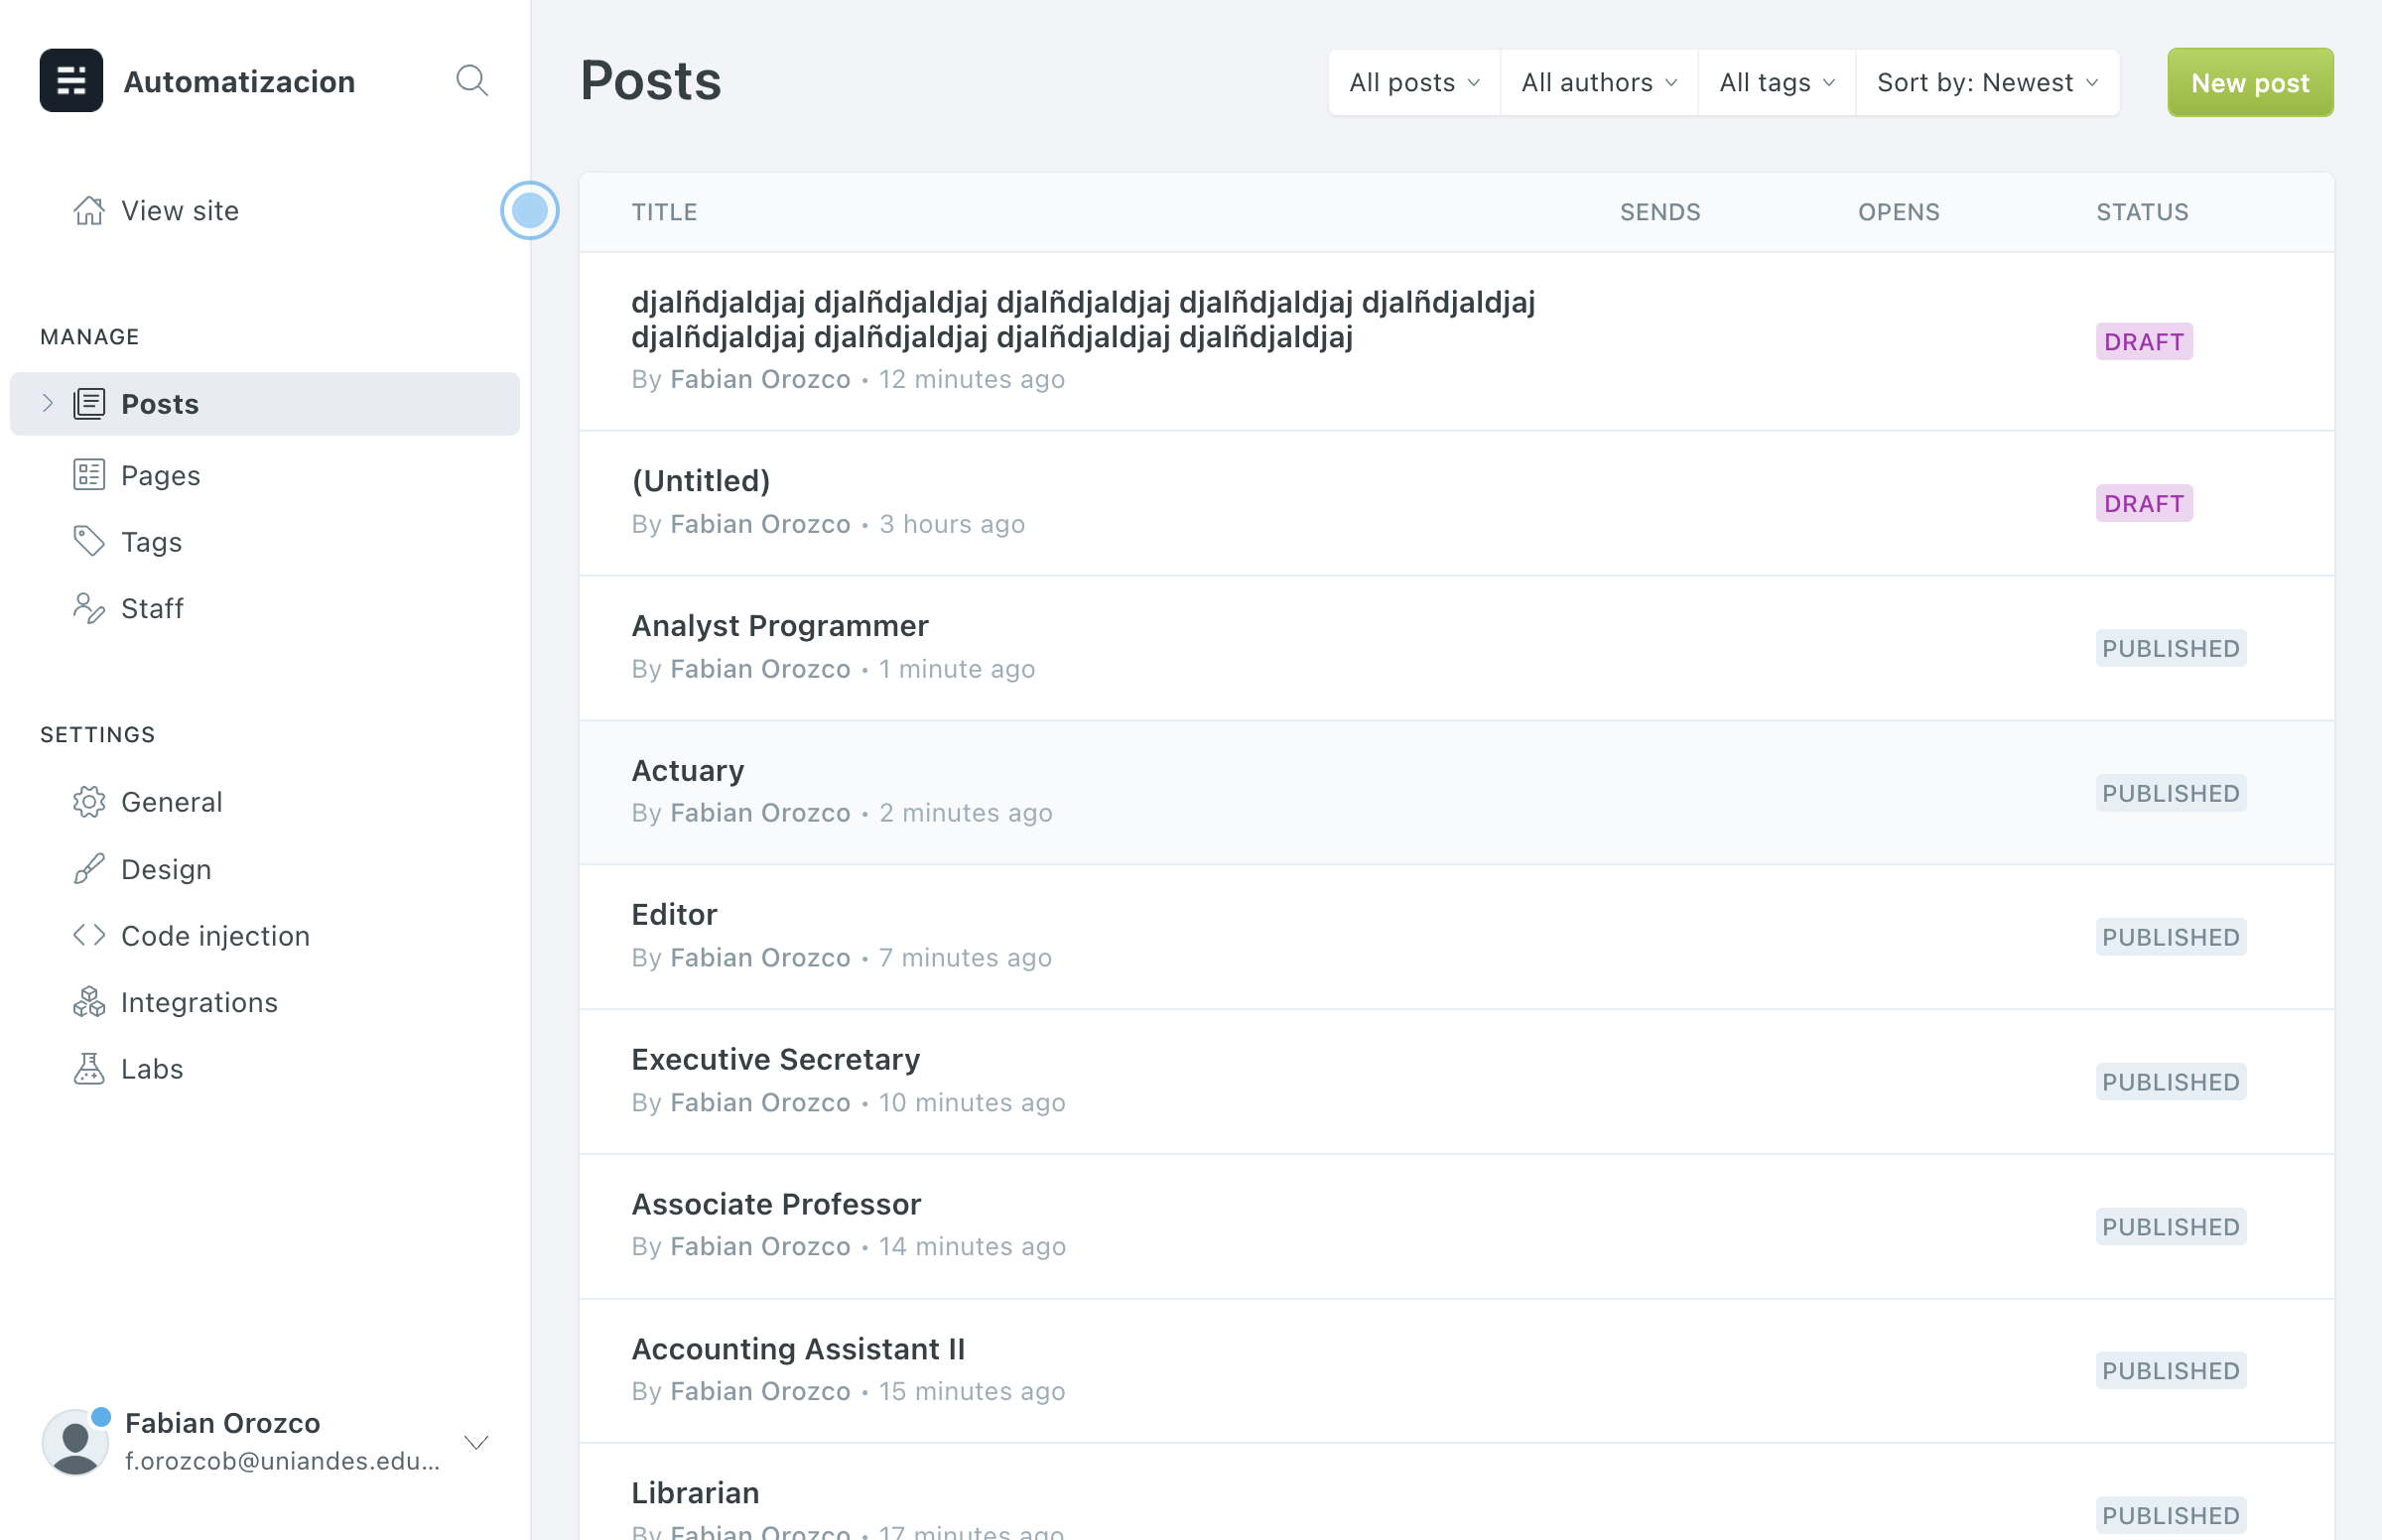 Automatizacion
View site
MANAGE
Posts
Pages
Tags
Staff
SETTINGS
General
Design
Code injection
Integrations
Labs
Fabian Orozco
f.orozcob@uniandes.edu...
Posts
All posts
All authors
All tags
Sort by: Newest
New post
TITLE SENDS OPENS STATUS
djalñdjaldjaj djalñdjaldjaj djalñdjaldjaj djalñdjaldjaj djalñdjaldjaj
djalñdjaldjaj djalñdjaldjaj djalñdjaldjaj djalñdjaldjaj
By Fabian Orozco • 12 minutes ago
DRAFT
(Untitled)
By Fabian Orozco • 3 hours ago
DRAFT
Analyst Programmer
By Fabian Orozco • 1 minute ago
PUBLISHED
Actuary
By Fabian Orozco • 2 minutes ago
PUBLISHED
Editor
By Fabian Orozco • 7 minutes ago
PUBLISHED
Executive Secretary
By Fabian Orozco • 10 minutes ago
PUBLISHED
Associate Professor
By Fabian Orozco • 14 minutes ago
PUBLISHED
Accounting Assistant II
By Fabian Orozco • 15 minutes ago
PUBLISHED
Librarian
By Fabian Orozco • 17 minutes ago
PUBLISHED